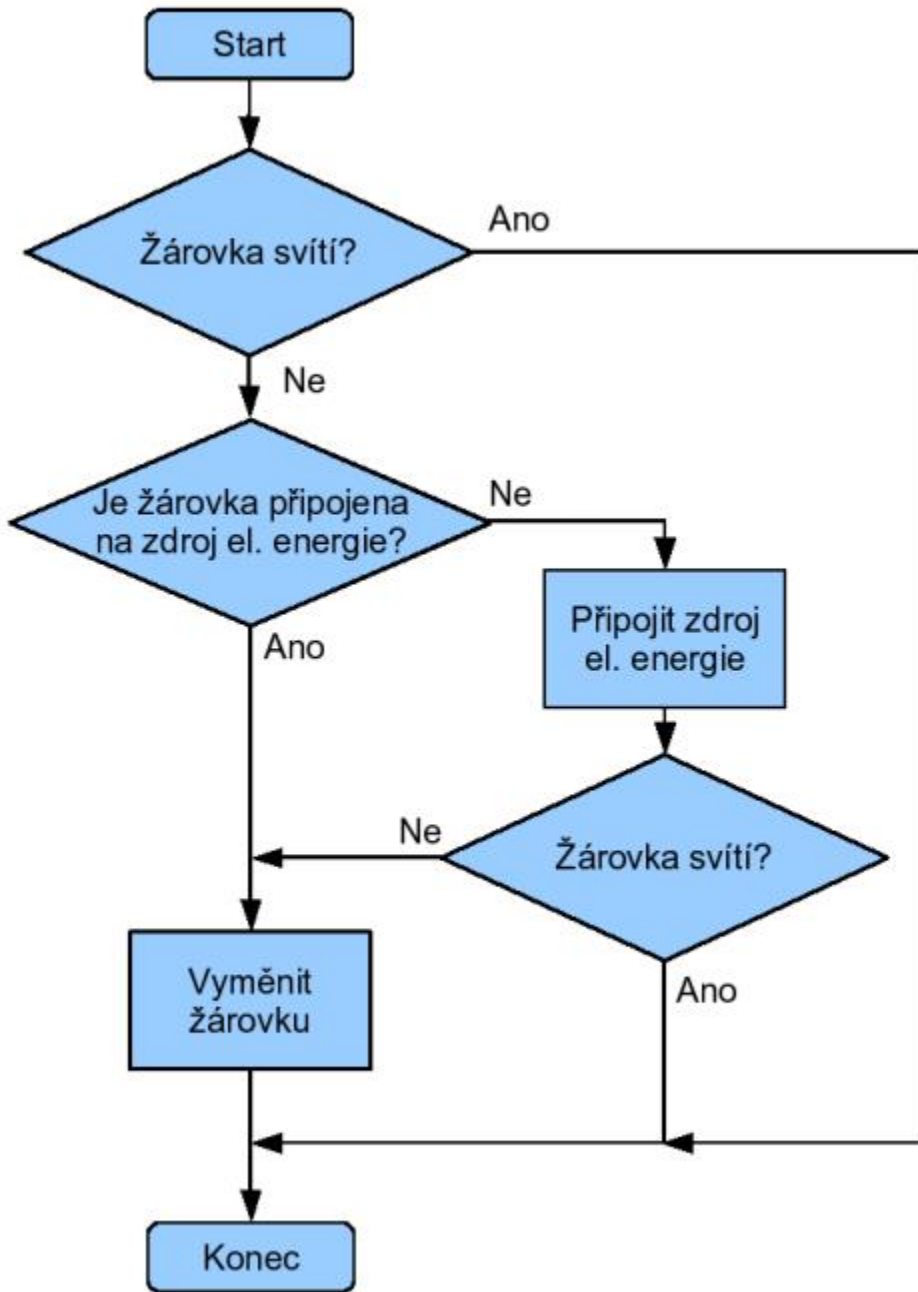 Start
Žárovka svítí?
Ano
Ne
Je žárovka připojena
na zdroj el. energie?
Ne
Připojit zdroj
el. energie
Ano
Žárovka svítí?
Ne
Ano
Vyměnit
žárovku
Konec